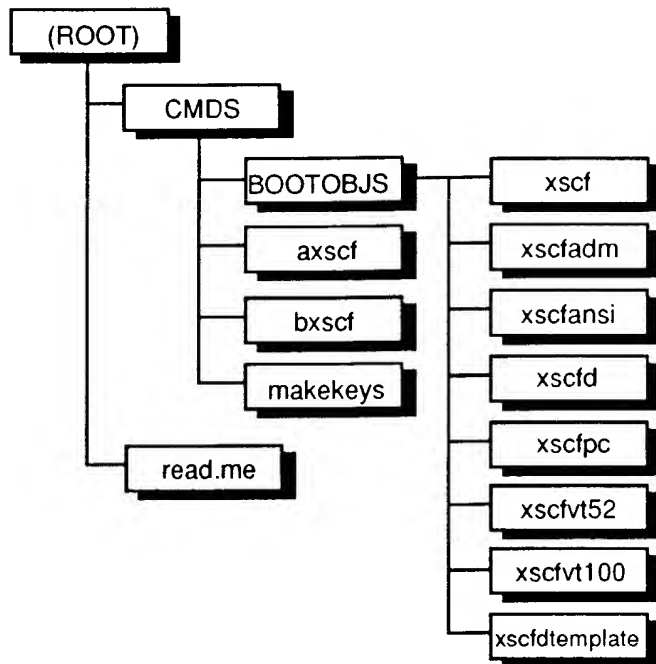 (ROOT)
CMDS
BOOTOBJS
xscf
axscf
xscfadm
bxscf
xscfansi
makekeys
xscfd
read.me
xscfpc
xscfvt52
xscfvt100
xscfdtemplate